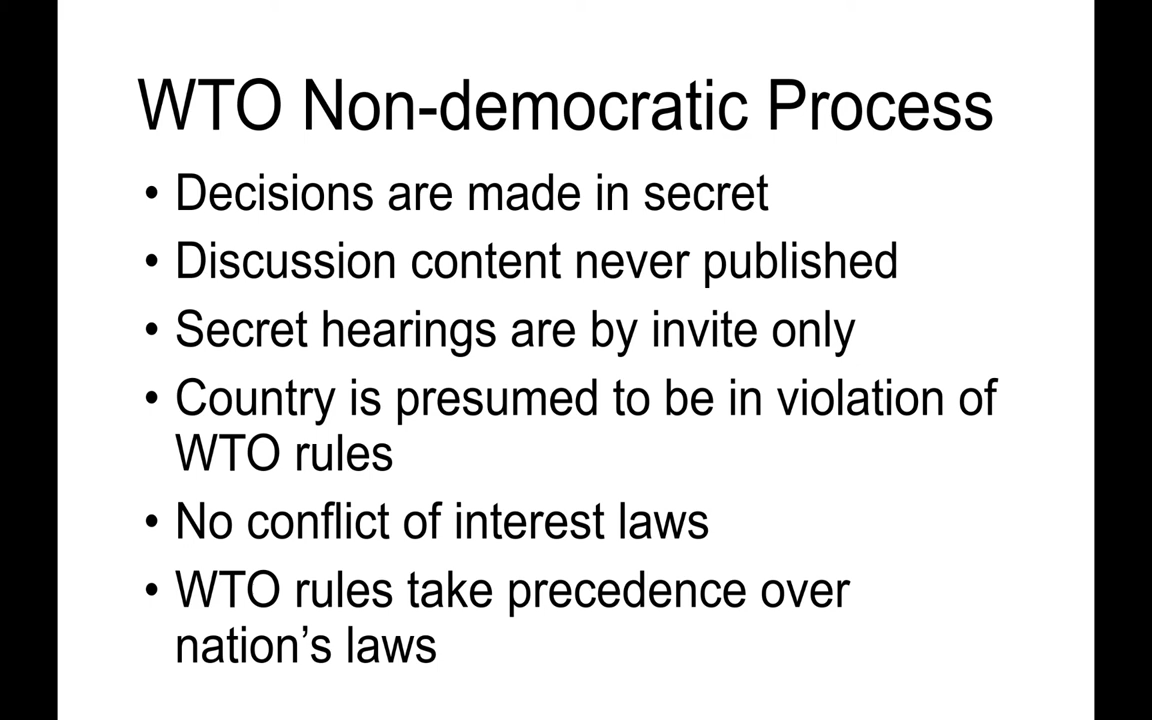 WTO Non-democratic Process
• Decisions are made in secret
• Discussion content never published
• Secret hearings are by invite only
• Country is presumed to be in violation of
WTO rules
• No conflict of interest laws
• WTO rules take precedence over
nation’s laws